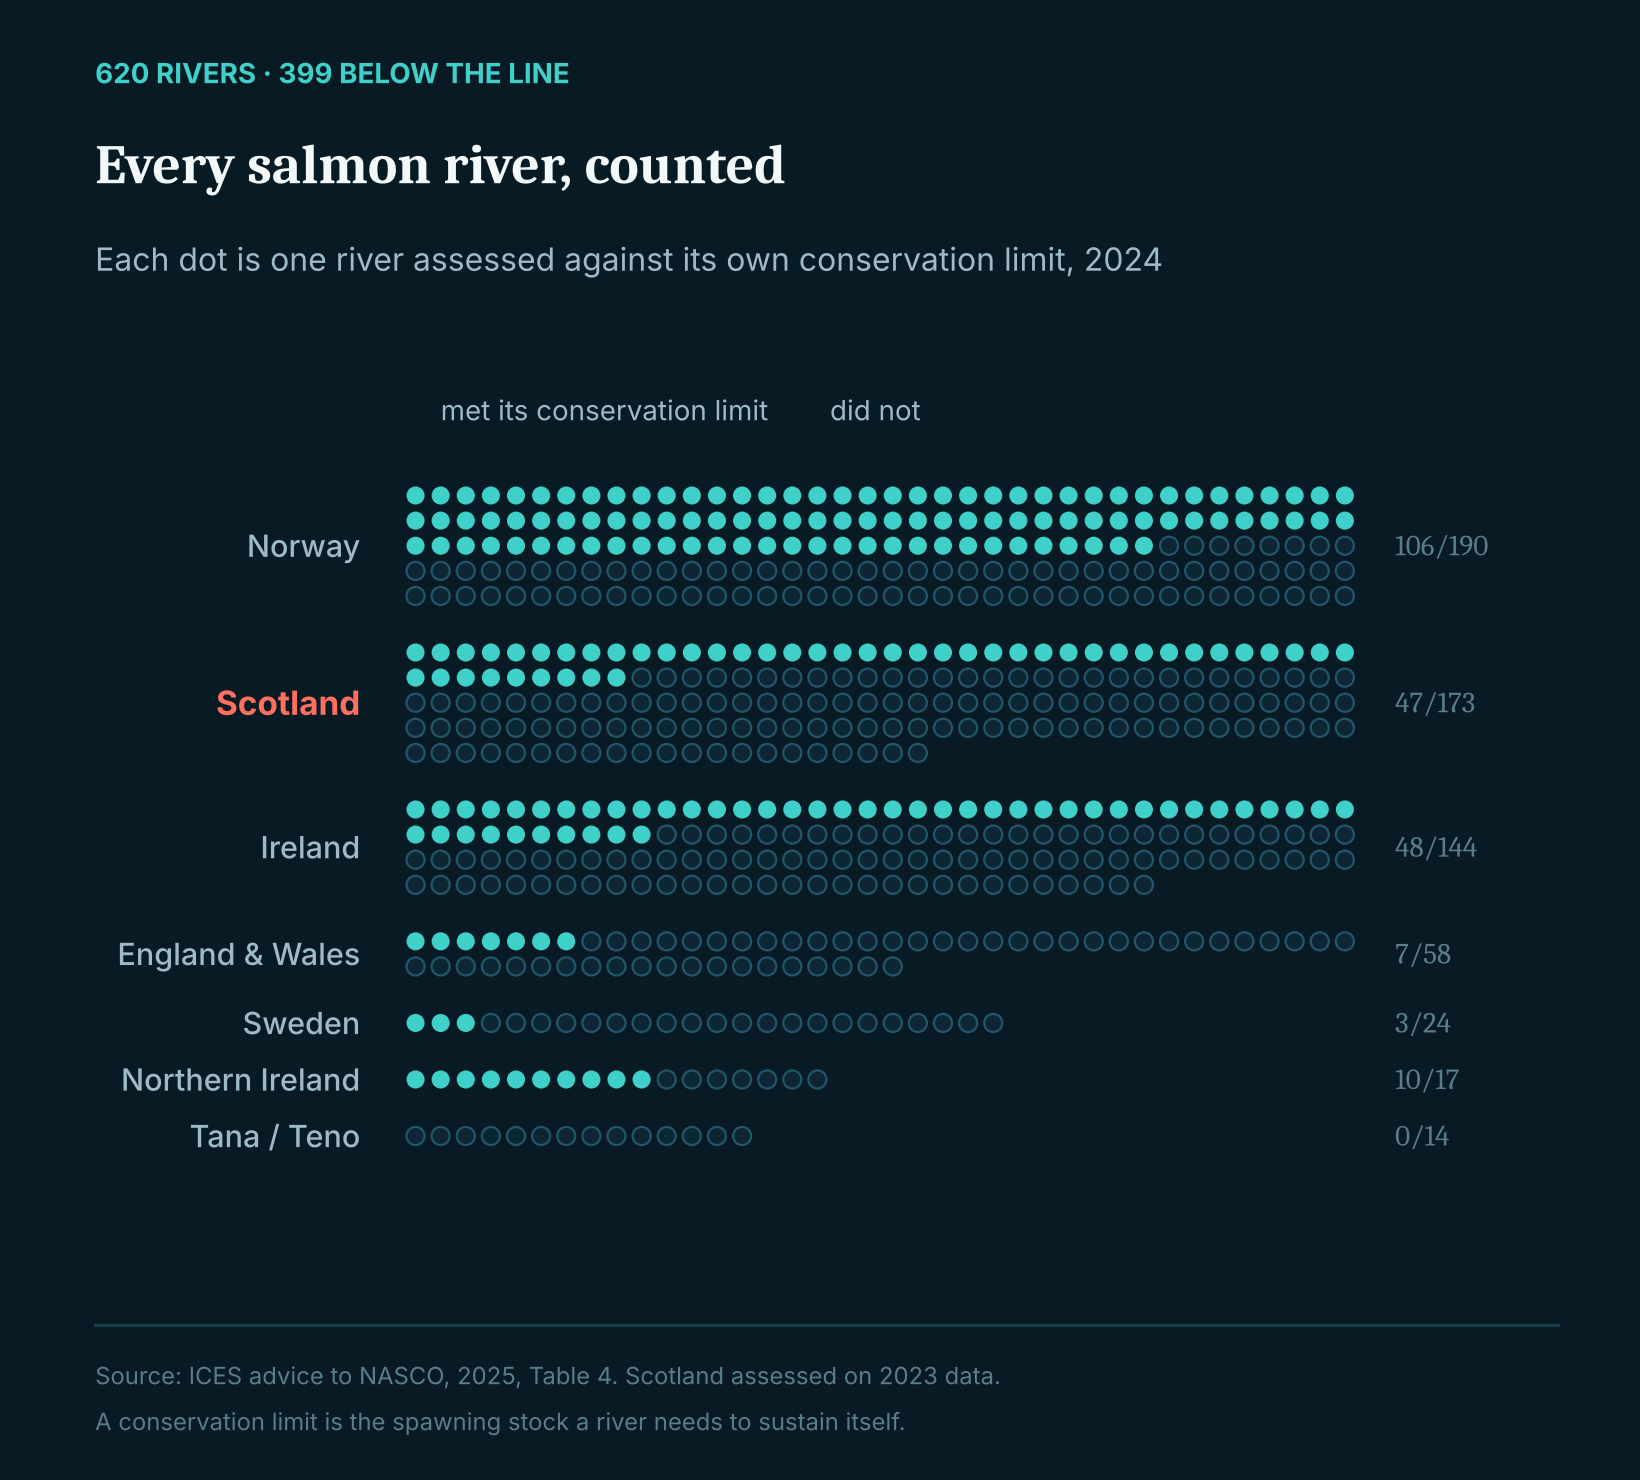 620 RIVERS · 399 BELOW THE LINE
Every salmon river, counted
Each dot is one river assessed against its own conservation limit, 2024
met its conservation limit did not
Norway 106/190
Scotland 47/173
Ireland 48/144
England & Wales 7/58
Sweden 3/24
Northern Ireland 10/17
Tana / Teno 0/14
Source: ICES advice to NASCO, 2025, Table 4. Scotland assessed on 2023 data.
A conservation limit is the spawning stock a river needs to sustain itself.